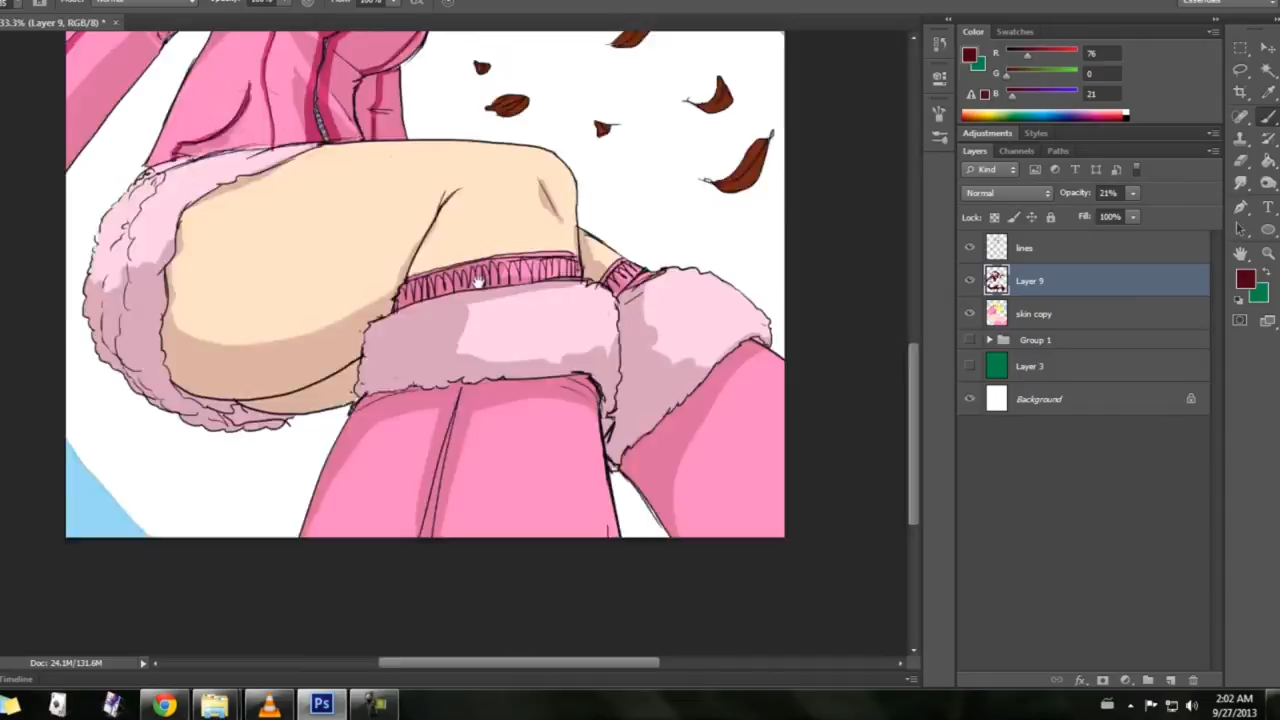 Essentials
33.3% (Layer 9, RGB/8) * ×
Color Swatches
R 76
G 0
B 21
Adjustments Styles
Layers Channels Paths
Kind
Normal Opacity: 21%
Lock: Fill: 100%
lines
Layer 9
skin copy
Group 1
Layer 3
Background
Doc: 24.1M/131.6M
Timeline
Ps
2:02 AM
9/27/2013